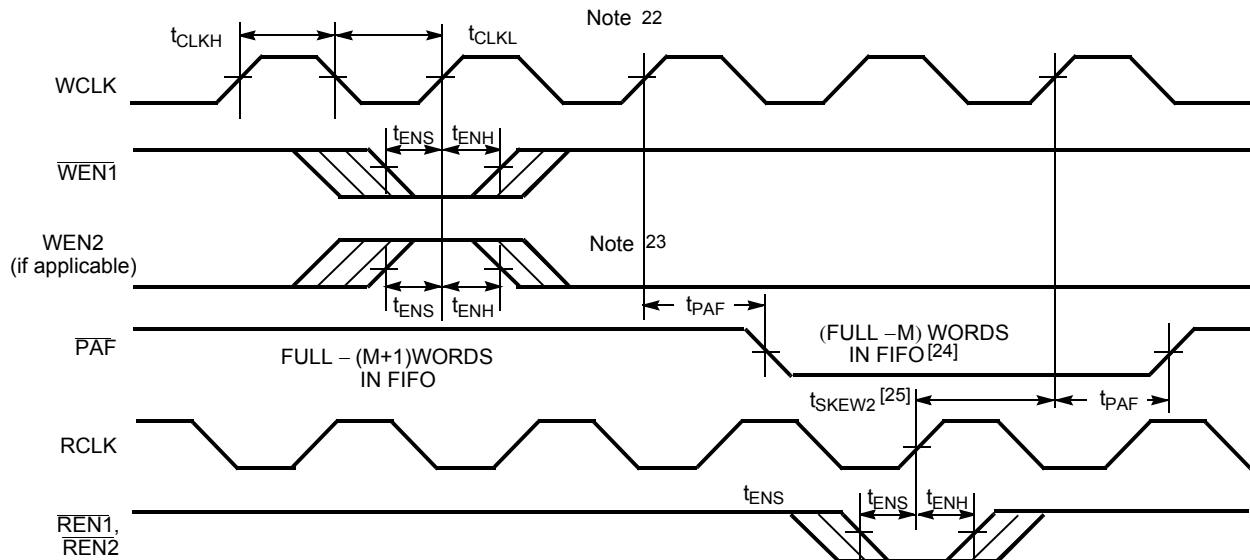 Note 22
tCLKH
tCLKL
WCLK
tENS
tENH
WEN1
WEN2
(if applicable)
Note 23
tENS
tENH
tPAF
PAF
FULL – (M+1)WORDS
IN FIFO
(FULL –M) WORDS
IN FIFO[24]
tSKEW2 [25]
tPAF
RCLK
tENS
tENS
tENH
REN1,
REN2